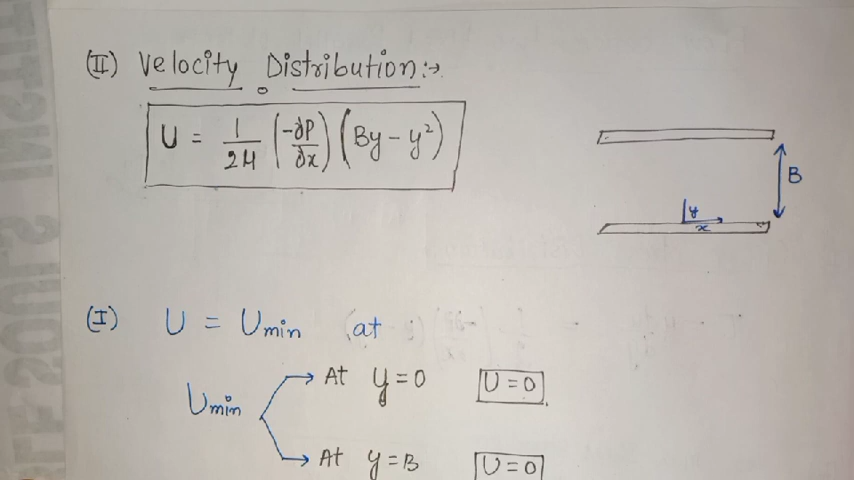 (II) Velocity Distribution:→
U = 1/2μ (-∂P/∂x) (By - y²)
B
y
x
(I) U = Umin at
Umin
At y=0 U=0
At y=B U=0